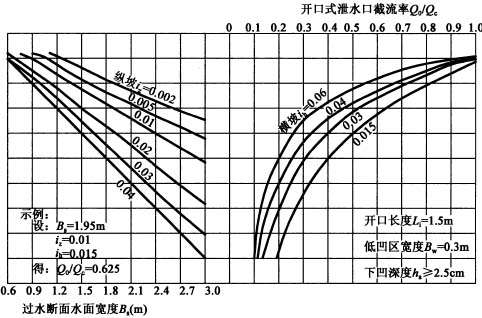 开口式泄水口截流率Q₀/Qc
0 0 0.1 0.2 0.3 0.4 0.5 0.6 0.7 0.8 0.9 1.0
纵坡iz=0.002
0.005
0.01
0.02
0.03
0.04
横坡ih=0.06
0.04
0.03
0.015
示例：
设：Bs=1.95m
iz=0.01
ih=0.015
得：Q₀/Qc=0.625
开口长度Li=1.5m
低凹区宽度Bw=0.3m
下凹深度ha≥2.5cm
0.6 0.9 1.2 1.5 1.8 2.1 2.4 2.7 3.0
过水断面水面宽度Bs(m)